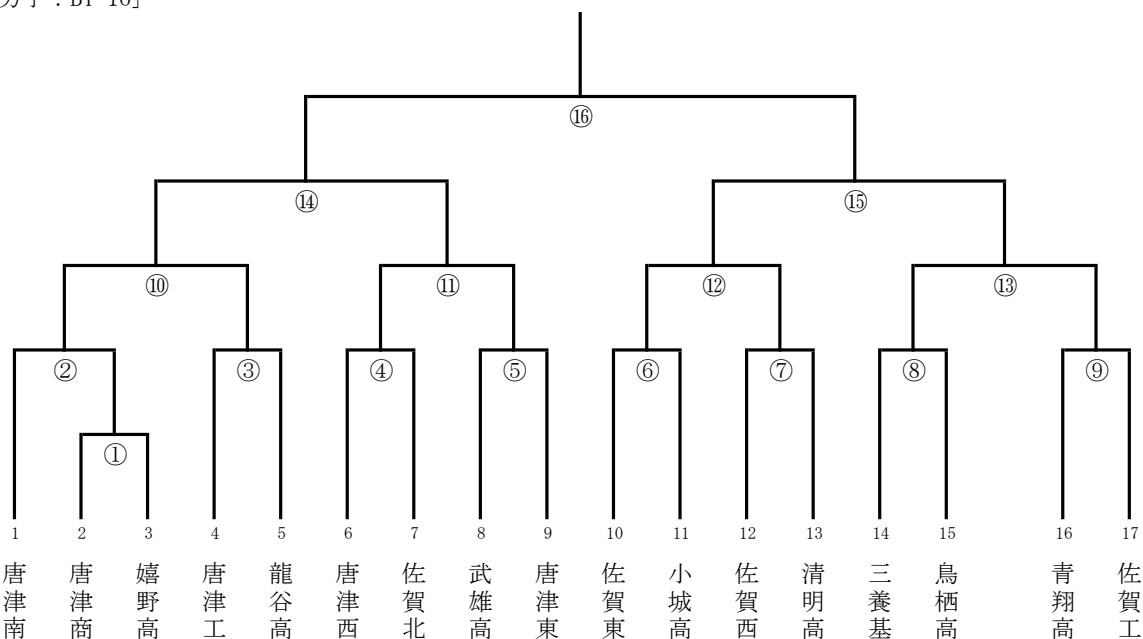 男子：BT-16］
⑯
⑭ ⑮
⑩ ⑪ ⑫ ⑬
② ③ ④ ⑤ ⑥ ⑦ ⑧ ⑨
①
1 2 3 4 5 6 7 8 9 10 11 12 13 14 15 16 17
唐津南
唐津商
嬉野高
唐津工
龍谷高
唐津西
佐賀北
武雄高
唐津東
佐賀東
小城高
佐賀西
清明高
三養基
鳥栖高
青翔高
佐賀工